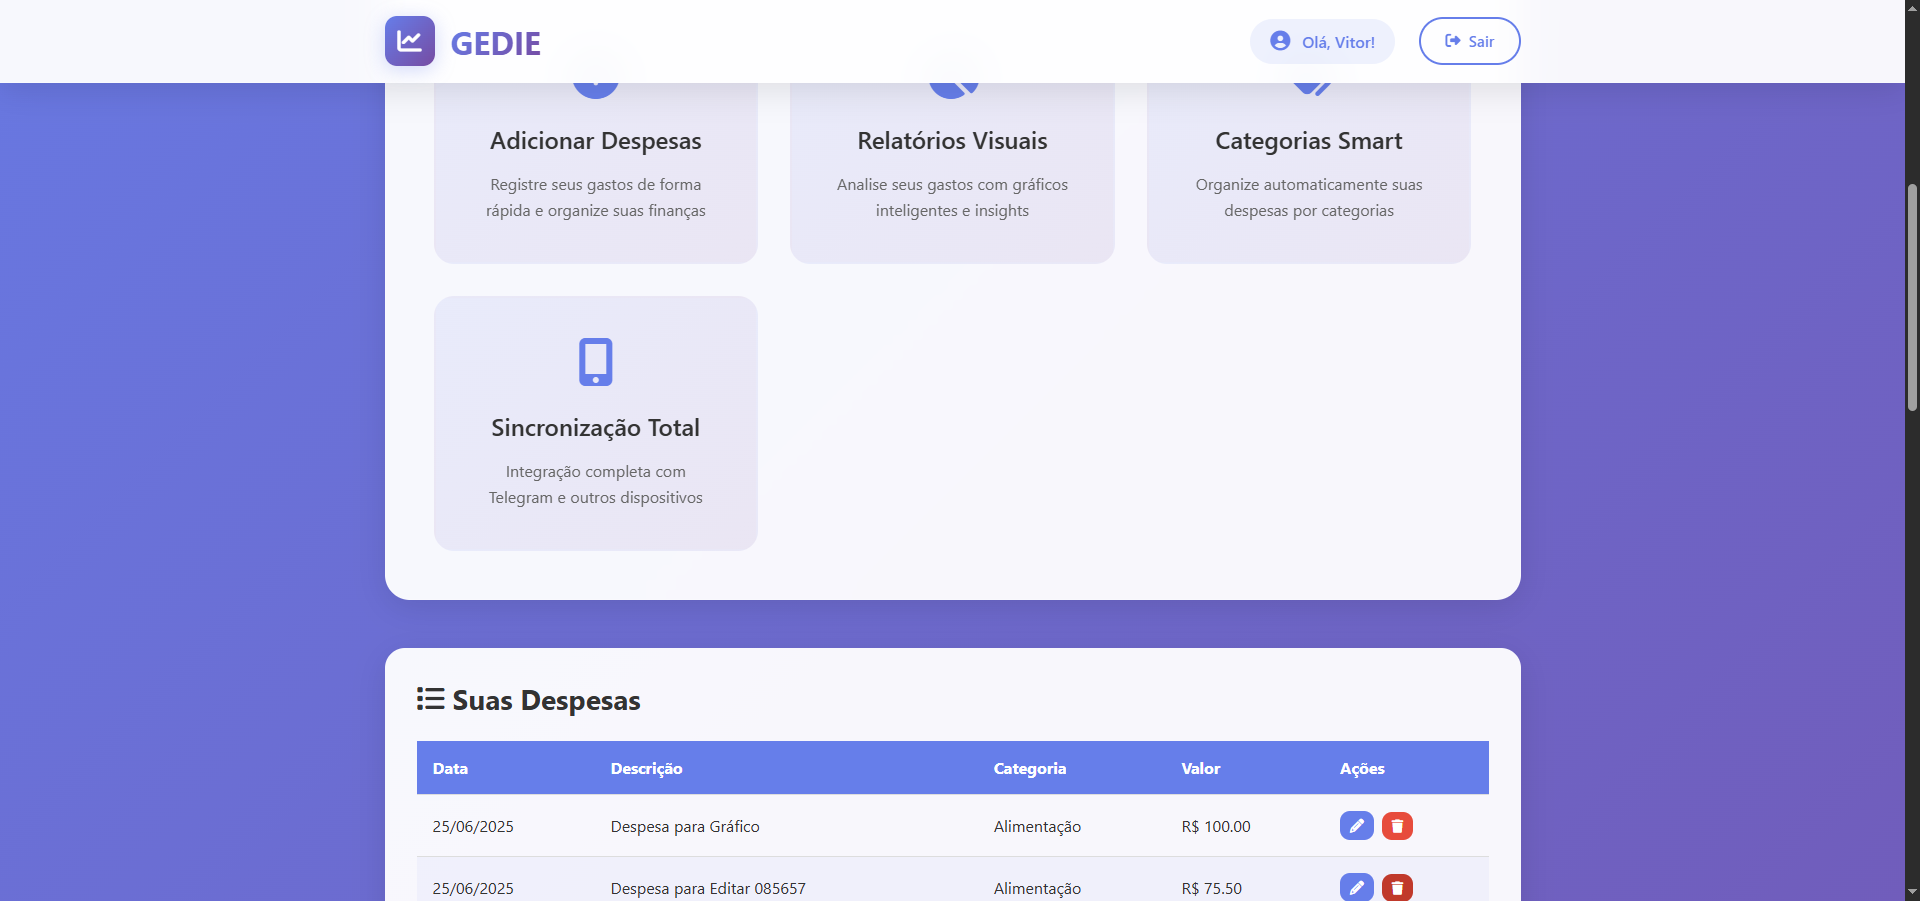 GEDIE
Olá, Vitor!
Sair
Adicionar Despesas
Registre seus gastos de forma
rápida e organize suas finanças
Relatórios Visuais
Analise seus gastos com gráficos
inteligentes e insights
Categorias Smart
Organize automaticamente suas
despesas por categorias
Sincronização Total
Integração completa com
Telegram e outros dispositivos
Suas Despesas
Data Descrição Categoria Valor Ações
25/06/2025 Despesa para Gráfico Alimentação R$ 100.00
25/06/2025 Despesa para Editar 085657 Alimentação R$ 75.50